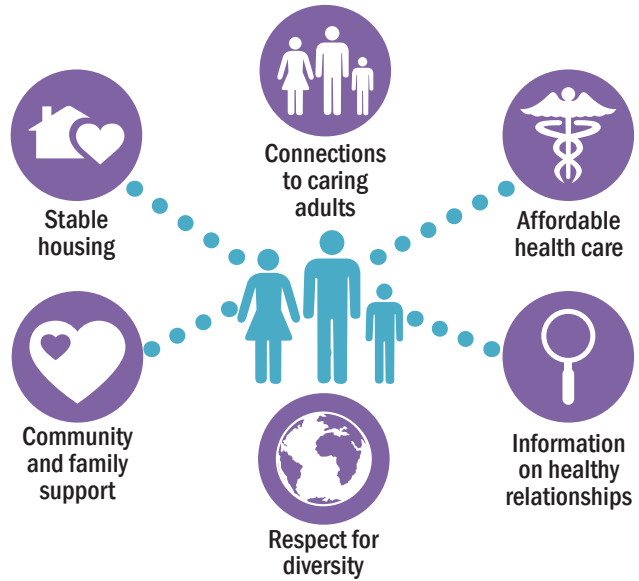 Connections
to caring
adults
Stable
housing
Affordable
health care
Community
and family
support
Information
on healthy
relationships
Respect for
diversity